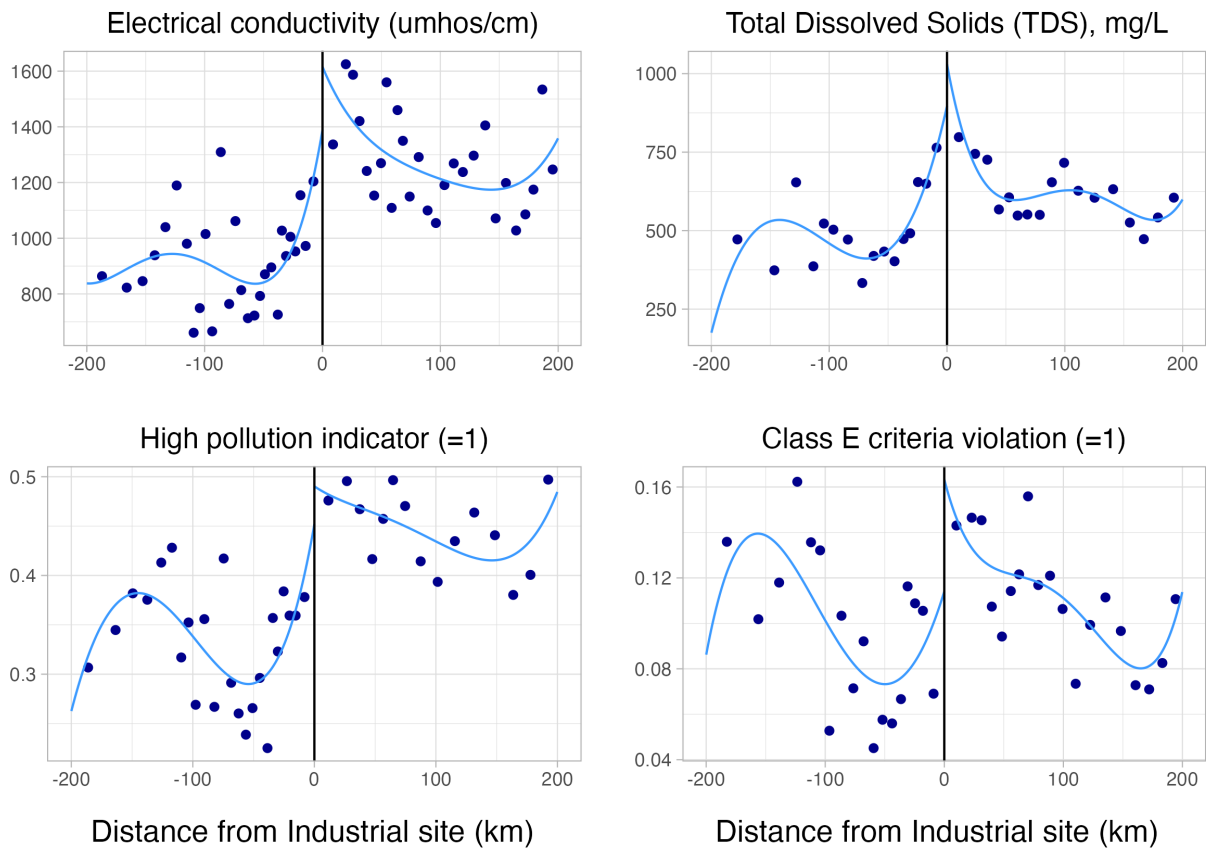 Electrical conductivity (umhos/cm)
Total Dissolved Solids (TDS), mg/L
1600
1400
1200
1000
800
-200 -100 0 100 200
1000
750
500
250
-200 -100 0 100 200
High pollution indicator (=1)
Class E criteria violation (=1)
0.5
0.4
0.3
-200 -100 0 100 200
0.16
0.12
0.08
0.04
-200 -100 0 100 200
Distance from Industrial site (km)
Distance from Industrial site (km)